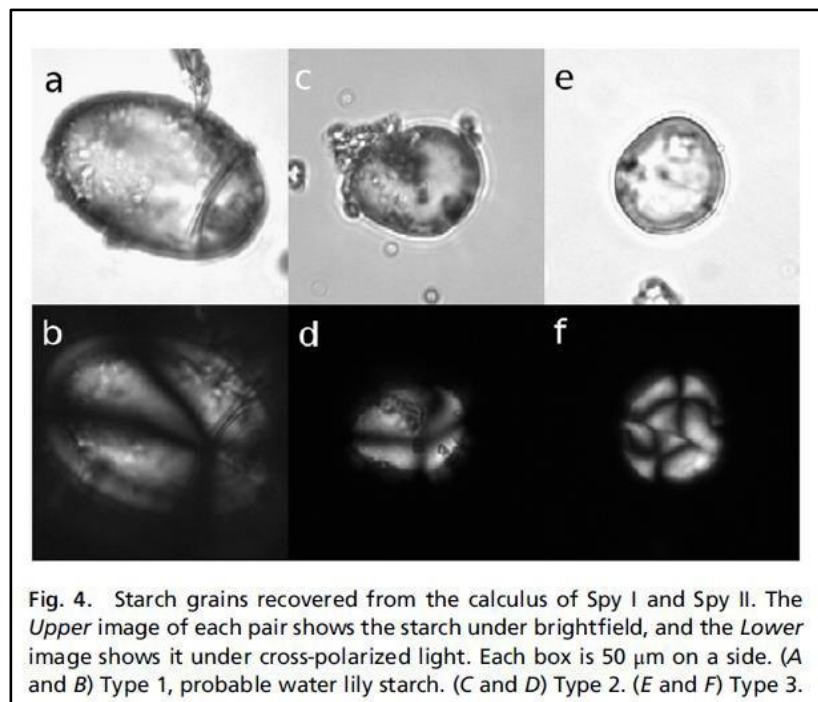 a c e
b d f
Fig. 4. Starch grains recovered from the calculus of Spy I and Spy II. The
Upper image of each pair shows the starch under brightfield, and the Lower
image shows it under cross-polarized light. Each box is 50 μm on a side. (A
and B) Type 1, probable water lily starch. (C and D) Type 2. (E and F) Type 3.